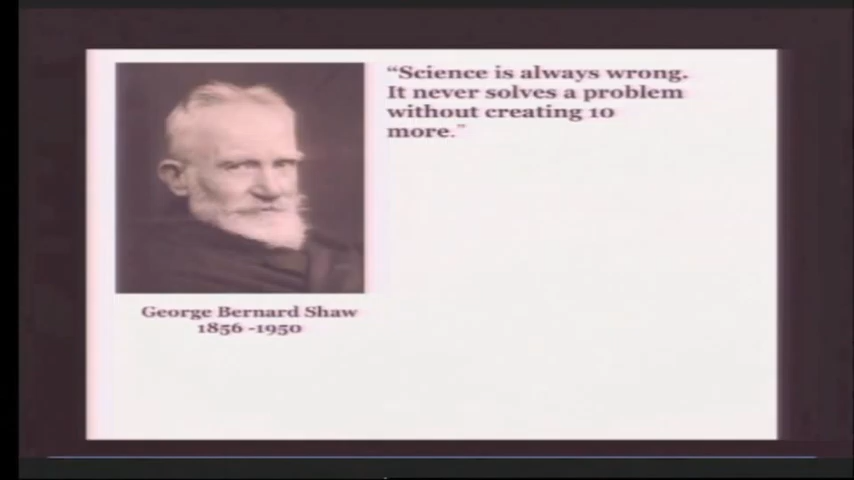 “Science is always wrong.
It never solves a problem
without creating 10
more.”
George Bernard Shaw
1856 -1950